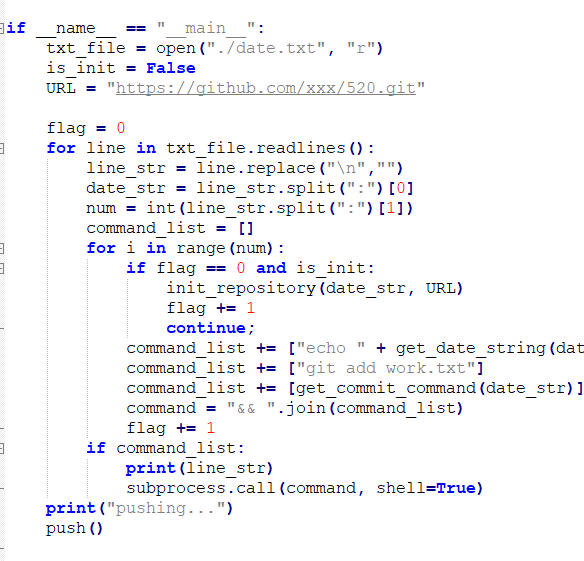 if __name__ == "__main__":
    txt_file = open("./date.txt", "r")
    is_init = False
    URL = "https://github.com/xxx/520.git"

    flag = 0
    for line in txt_file.readlines():
        line_str = line.replace("\n","")
        date_str = line_str.split(":")[0]
        num = int(line_str.split(":")[1])
        command_list = []
        for i in range(num):
            if flag == 0 and is_init:
                init_repository(date_str, URL)
                flag += 1
                continue;
            command_list += ["echo " + get_date_string(dat
            command_list += ["git add work.txt"]
            command_list += [get_commit_command(date_str)]
            command = "&& ".join(command_list)
            flag += 1
        if command_list:
            print(line_str)
            subprocess.call(command, shell=True)
    print("pushing...")
    push()